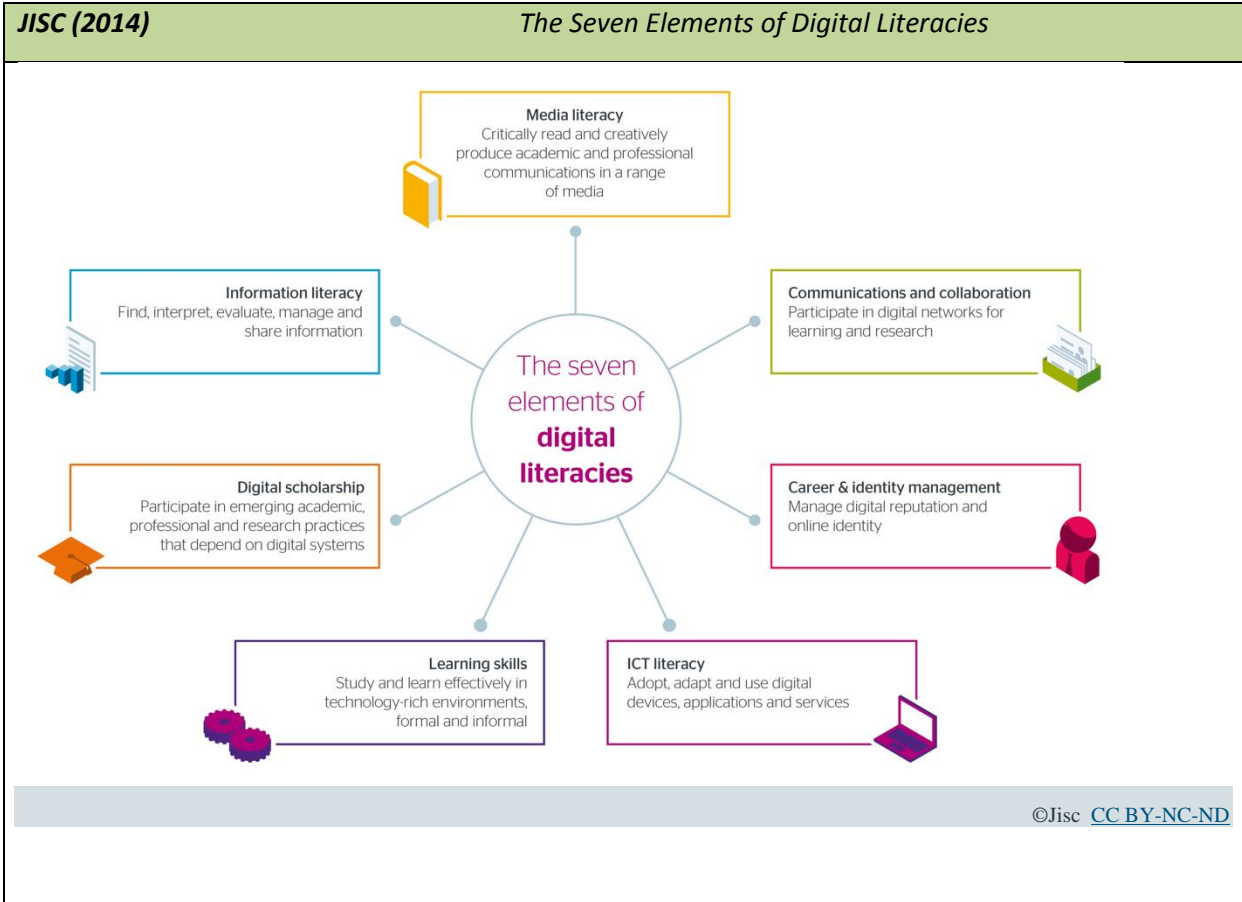 JISC (2014) The Seven Elements of Digital Literacies
Media literacy
Critically read and creatively
produce academic and professional
communications in a range
of media
Information literacy
Find, interpret, evaluate, manage and
share information
Communications and collaboration
Participate in digital networks for
learning and research
The seven
elements of
digital
literacies
Digital scholarship
Participate in emerging academic,
professional and research practices
that depend on digital systems
Career & identity management
Manage digital reputation and
online identity
Learning skills
Study and learn effectively in
technology-rich environments,
formal and informal
ICT literacy
Adopt, adapt and use digital
devices, applications and services
©Jisc CC BY-NC-ND